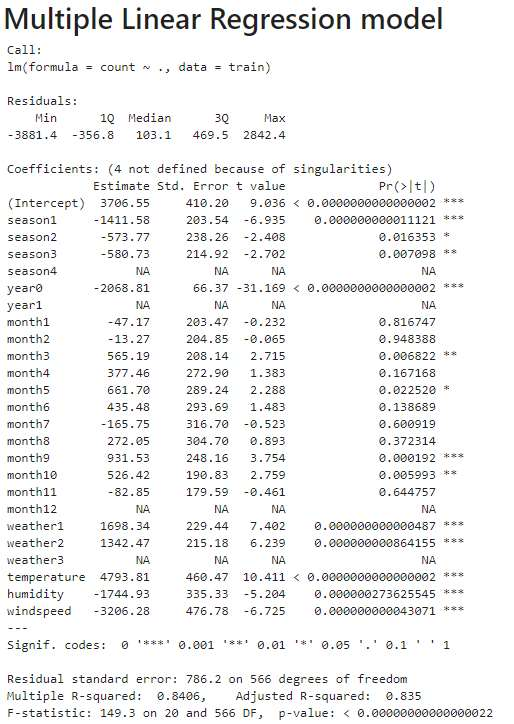 Multiple Linear Regression model
Call:
lm(formula = count ~ ., data = train)
Residuals:
    Min      1Q  Median      3Q     Max
-3881.4  -356.8   103.1   469.5  2842.4
Coefficients: (4 not defined because of singularities)
            Estimate Std. Error t value             Pr(>|t|)
(Intercept)  3706.55     410.20   9.036 < 0.0000000000000002 ***
season1     -1411.58     203.54  -6.935    0.000000000011121 ***
season2      -573.77     238.26  -2.408             0.016353 *
season3      -580.73     214.92  -2.702             0.007098 **
season4           NA         NA      NA                   NA
year0       -2068.81      66.37 -31.169 < 0.0000000000000002 ***
year1             NA         NA      NA                   NA
month1        -47.17     203.47  -0.232             0.816747
month2        -13.27     204.85  -0.065             0.948388
month3        565.19     208.14   2.715             0.006822 **
month4        377.46     272.90   1.383             0.167168
month5        661.70     289.24   2.288             0.022520 *
month6        435.48     293.69   1.483             0.138689
month7       -165.75     316.70  -0.523             0.600919
month8        272.05     304.70   0.893             0.372314
month9        931.53     248.16   3.754             0.000192 ***
month10       526.42     190.83   2.759             0.005993 **
month11       -82.85     179.59  -0.461             0.644757
month12           NA         NA      NA                   NA
weather1     1698.34     229.44   7.402    0.000000000000487 ***
weather2     1342.47     215.18   6.239    0.000000000864155 ***
weather3          NA         NA      NA                   NA
temperature  4793.81     460.47  10.411 < 0.0000000000000002 ***
humidity    -1744.93     335.33  -5.204    0.000000273625545 ***
windspeed   -3206.28     476.78  -6.725    0.000000000043071 ***
---
Signif. codes:  0 '***' 0.001 '**' 0.01 '*' 0.05 '.' 0.1 ' ' 1
Residual standard error: 786.2 on 566 degrees of freedom
Multiple R-squared:  0.8406,    Adjusted R-squared:  0.835
F-statistic: 149.3 on 20 and 566 DF,  p-value: < 0.00000000000000022